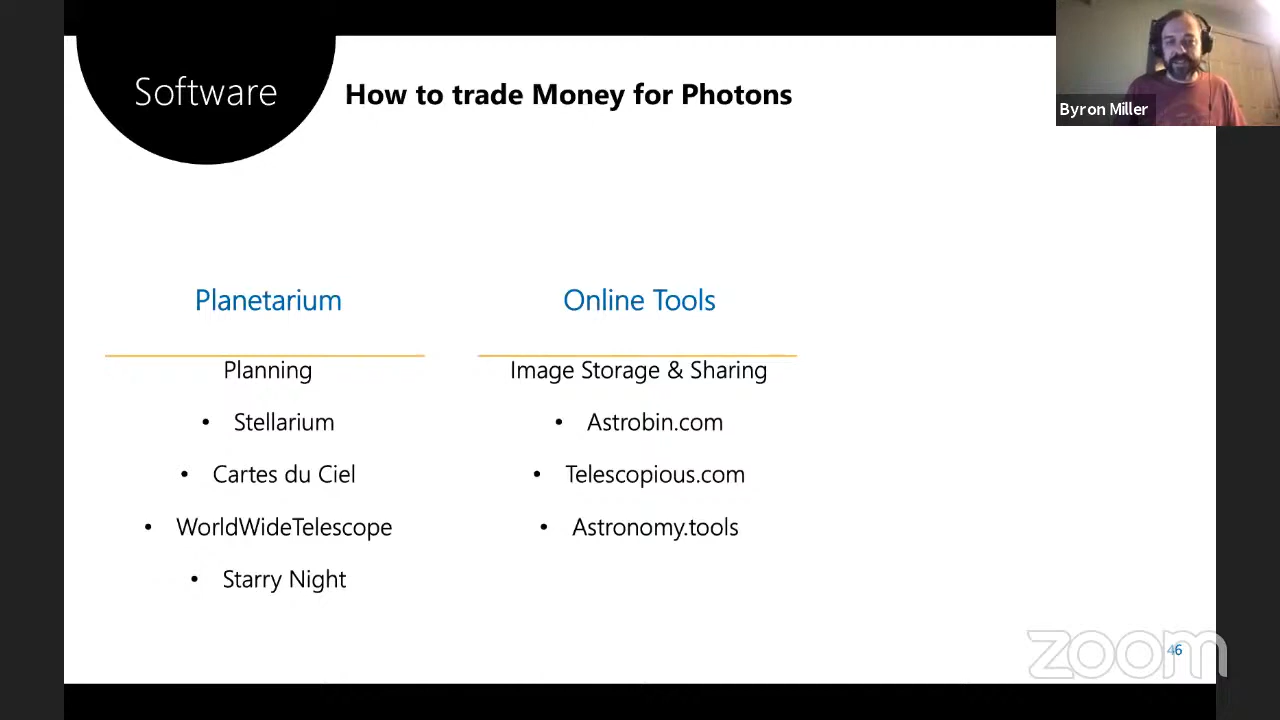 Software
How to trade Money for Photons
Byron Miller
Planetarium
Planning
• Stellarium
• Cartes du Ciel
• WorldWideTelescope
• Starry Night
Online Tools
Image Storage & Sharing
• Astrobin.com
• Telescopious.com
• Astronomy.tools
zoom
46